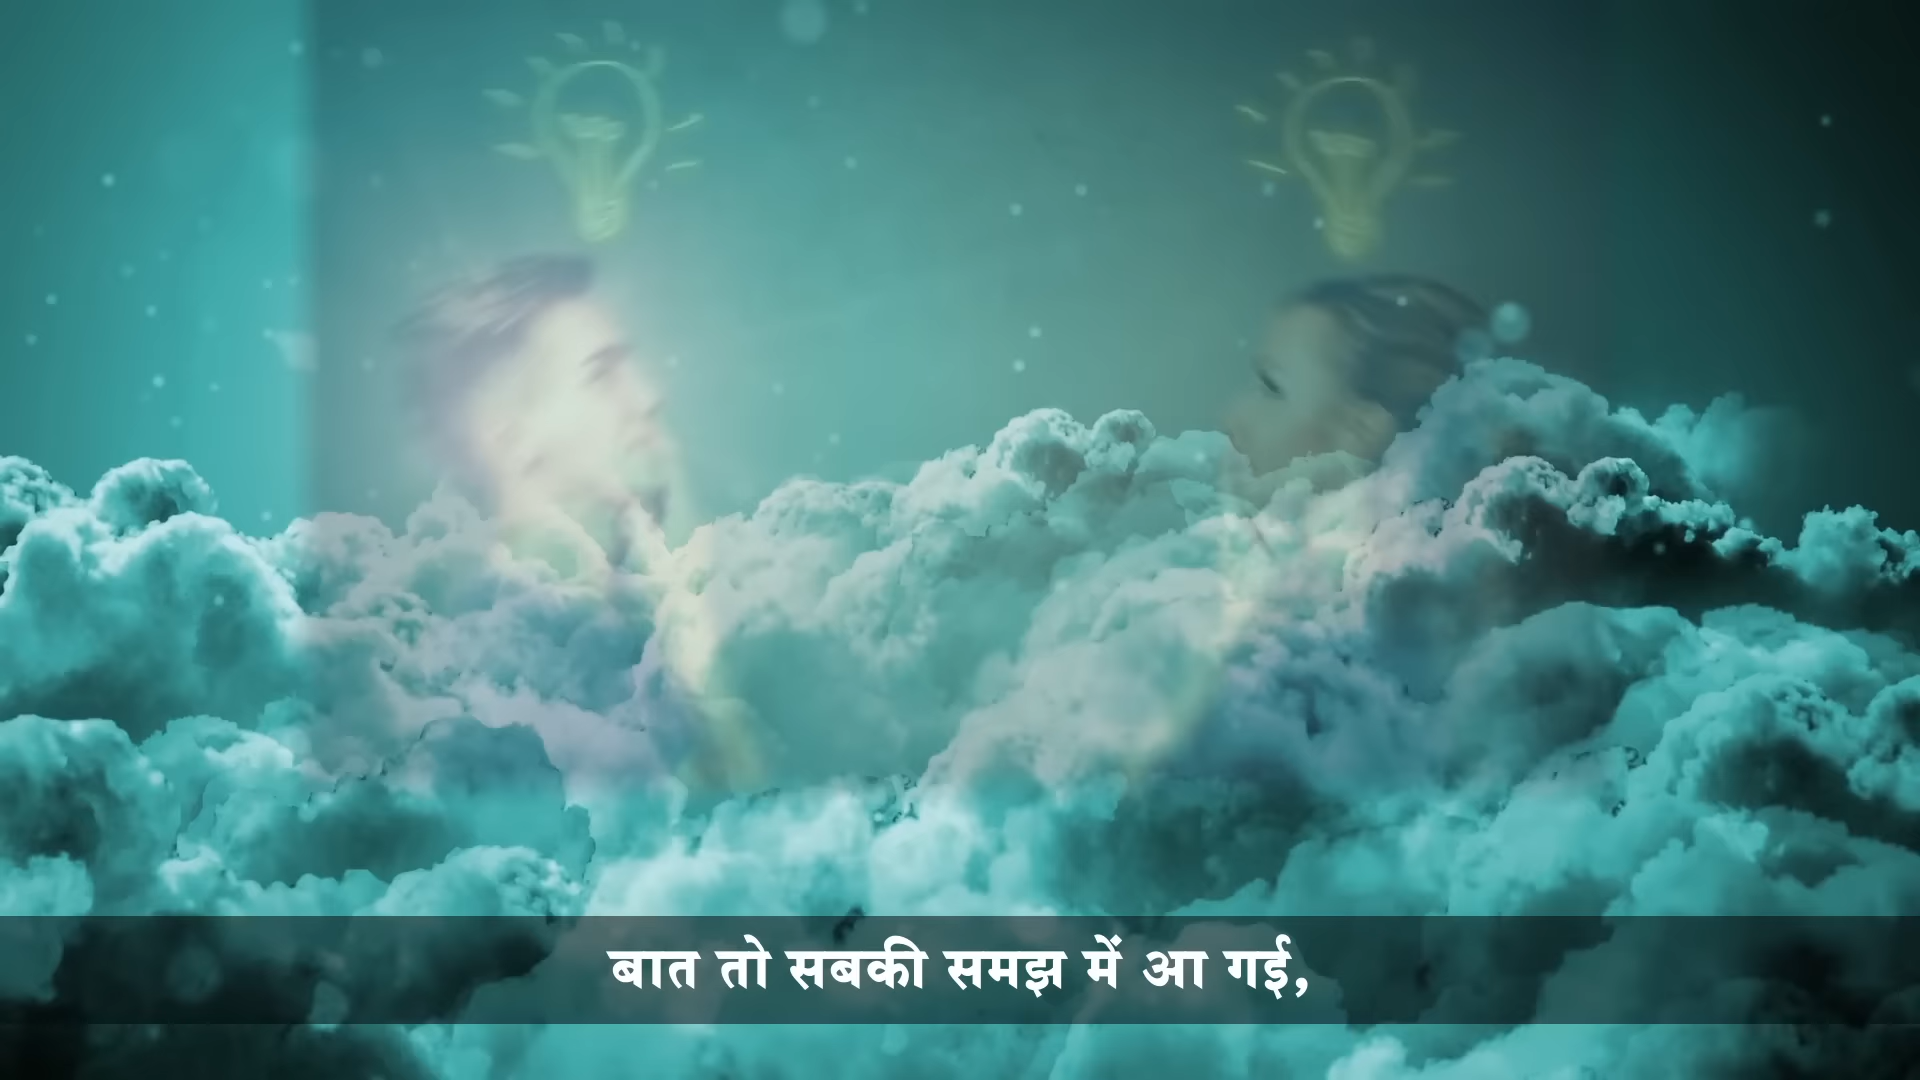 बात तो सबकी समझ में आ गई,